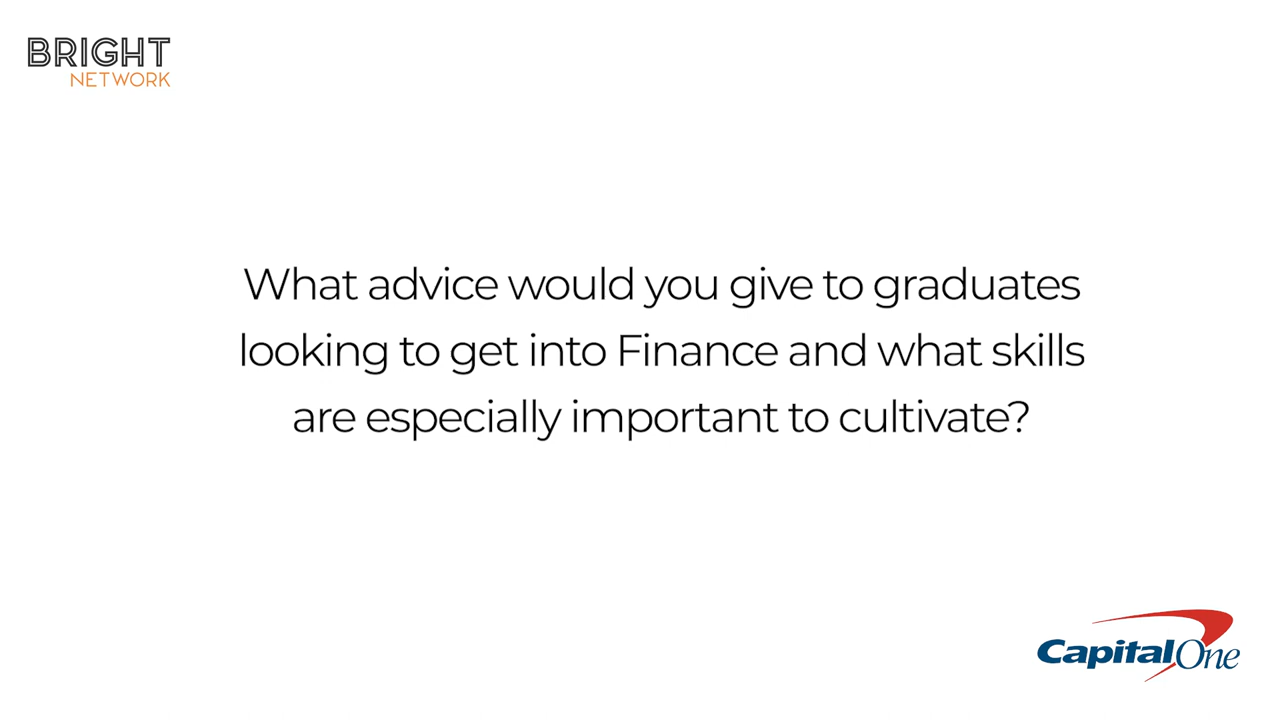 BRIGHT
NETWORK
What advice would you give to graduates
looking to get into Finance and what skills
are especially important to cultivate?
CapitalOne